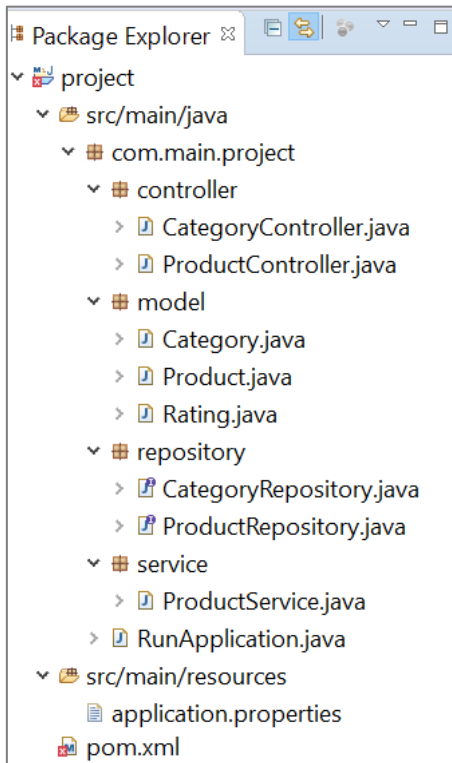 Package Explorer
project
src/main/java
com.main.project
controller
CategoryController.java
ProductController.java
model
Category.java
Product.java
Rating.java
repository
CategoryRepository.java
ProductRepository.java
service
ProductService.java
RunApplication.java
src/main/resources
application.properties
pom.xml